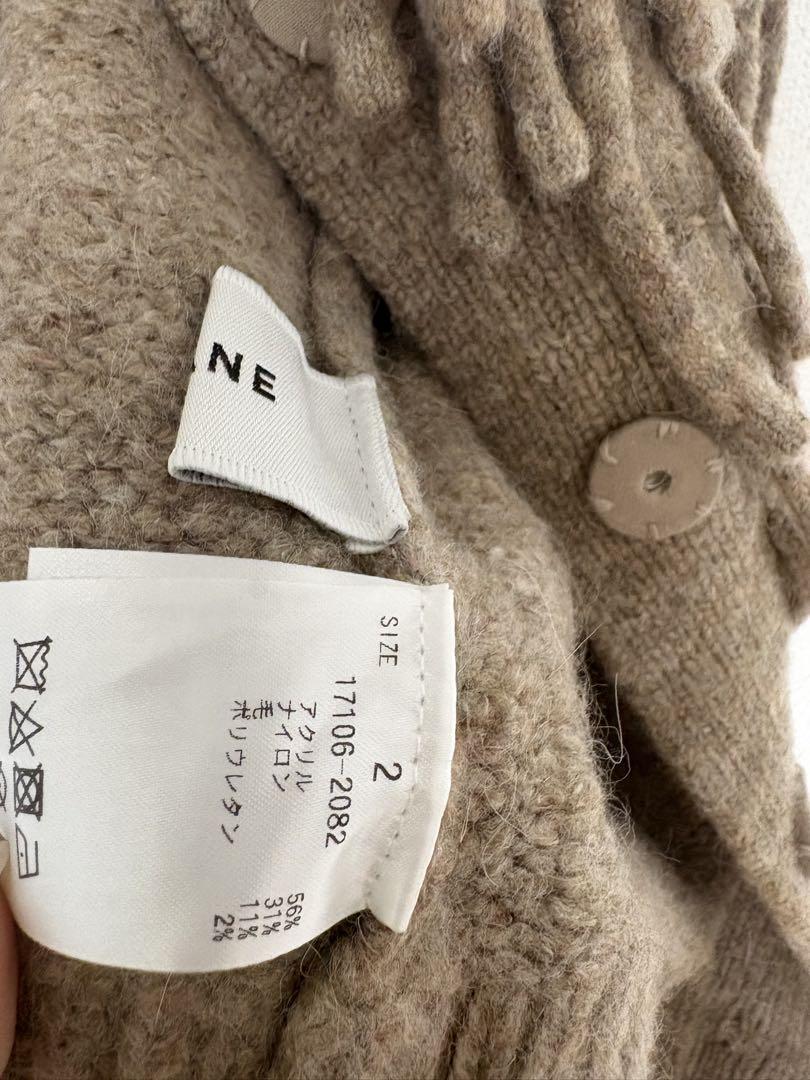 NE
SIZE 2
17106-2082
アクリル 56%
ナイロン 31%
毛 11%
ポリウレタン 2%